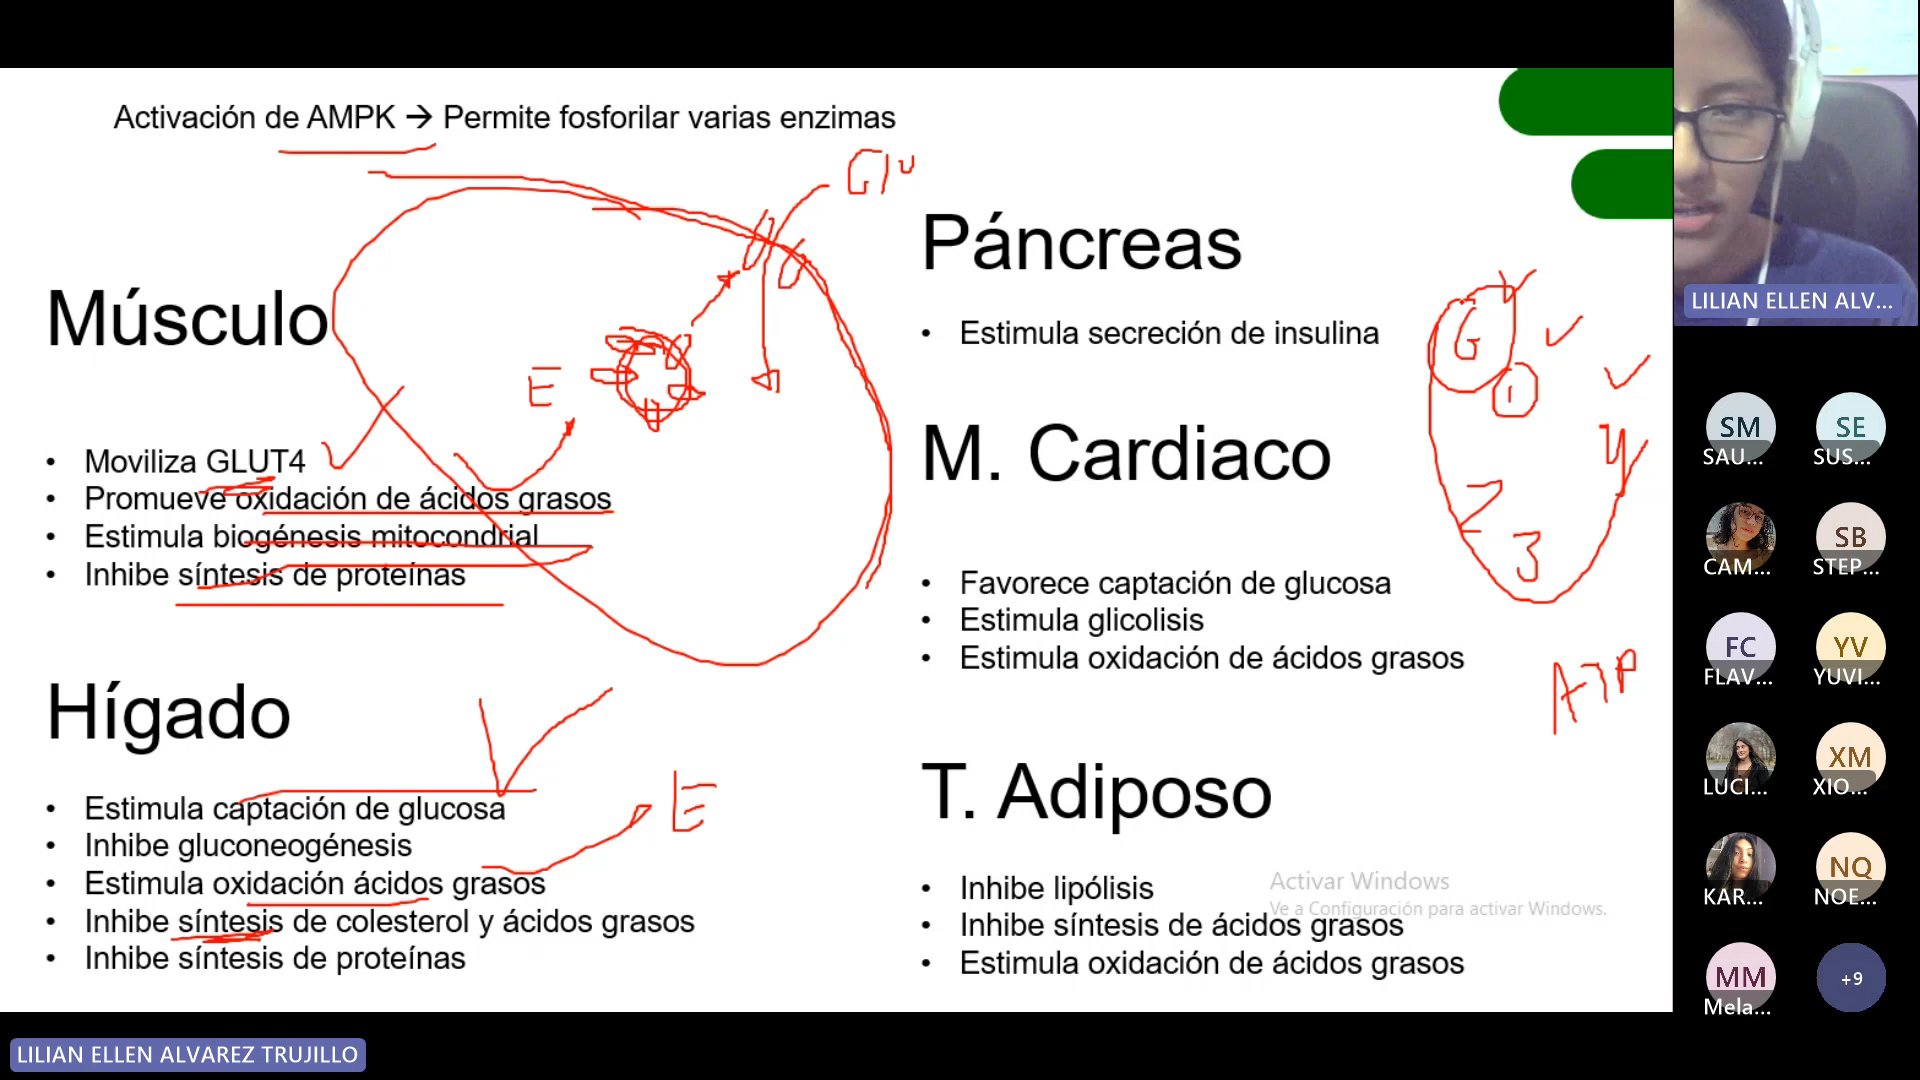 Activación de AMPK → Permite fosforilar varias enzimas
Glu
Músculo
E
• Moviliza GLUT4
• Promueve oxidación de ácidos grasos
• Estimula biogénesis mitocondrial
• Inhibe síntesis de proteínas
Hígado
E
• Estimula captación de glucosa
• Inhibe gluconeogénesis
• Estimula oxidación ácidos grasos
• Inhibe síntesis de colesterol y ácidos grasos
• Inhibe síntesis de proteínas
Páncreas
• Estimula secreción de insulina
G
1
2
3
4
M. Cardiaco
• Favorece captación de glucosa
• Estimula glicolisis
• Estimula oxidación de ácidos grasos
ATP
T. Adiposo
• Inhibe lipólisis
• Inhibe síntesis de ácidos grasos
• Estimula oxidación de ácidos grasos
Activar Windows
Ve a Configuración para activar Windows.
LILIAN ELLEN ALV...
SM
SAU...
SE
SUS...
CAM...
SB
STEP...
FC
FLAV...
YV
YUVI...
LUCI...
XM
XIO...
KAR...
NQ
NOE...
MM
Mela...
+9
LILIAN ELLEN ALVAREZ TRUJILLO